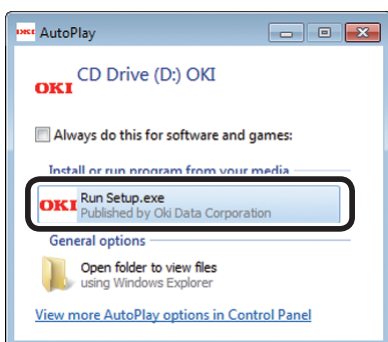 OKI AutoPlay
CD Drive (D:) OKI
OKI
Always do this for software and games:
Install or run program from your media
OKI Run Setup.exe
Published by Oki Data Corporation
General options
Open folder to view files
using Windows Explorer
View more AutoPlay options in Control Panel